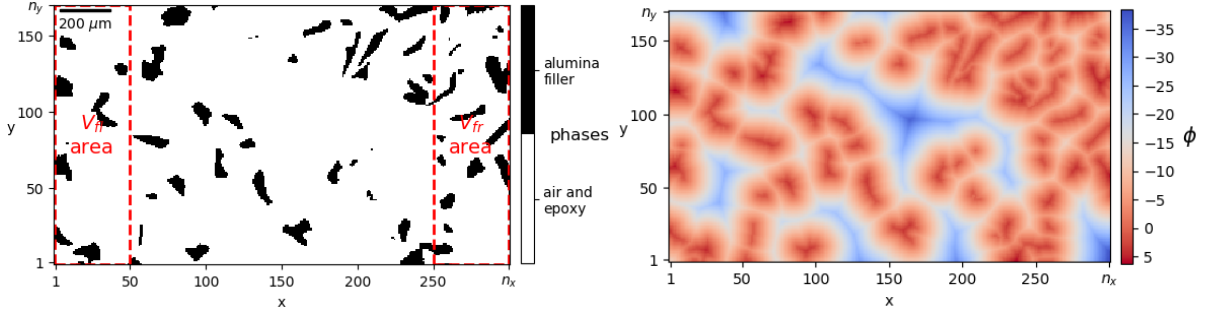 n_y
200 μm
150
100
y
50
1
V_fl area
V_fr area
1 50 100 150 200 250 n_x
x
alumina
filler
phases
air and
epoxy
n_y
150
100
y
50
1
1 50 100 150 200 250 n_x
x
−35
−30
−25
−20
−15
−10
−5
0
5
ϕ